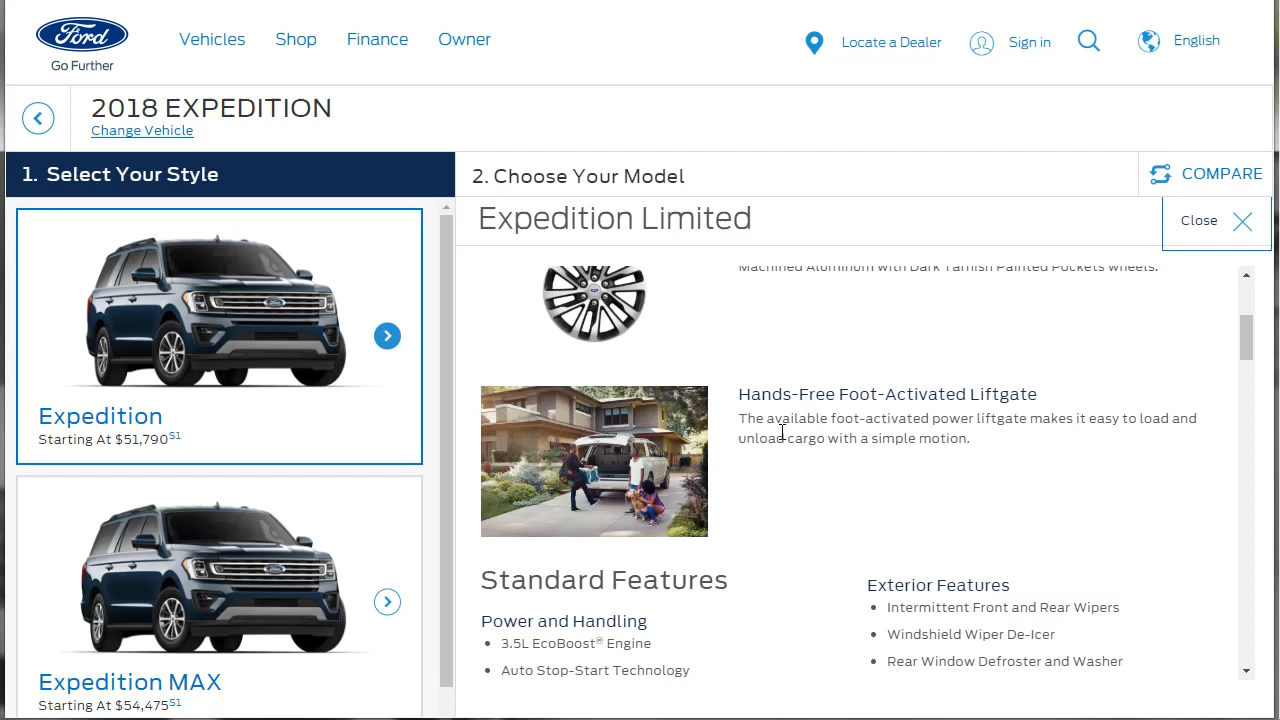 Ford
Go Further
Vehicles
Shop
Finance
Owner
Locate a Dealer
Sign in
English
2018 EXPEDITION
Change Vehicle
1. Select Your Style
2. Choose Your Model
COMPARE
Expedition Limited
Close
Expedition
Starting At $51,790S1
Expedition MAX
Starting At $54,475S1
Machined Aluminum with Dark Tarnish Painted Pockets wheels.
Hands-Free Foot-Activated Liftgate
The available foot-activated power liftgate makes it easy to load and
unload cargo with a simple motion.
Standard Features
Power and Handling
• 3.5L EcoBoost® Engine
• Auto Stop-Start Technology
Exterior Features
• Intermittent Front and Rear Wipers
• Windshield Wiper De-Icer
• Rear Window Defroster and Washer